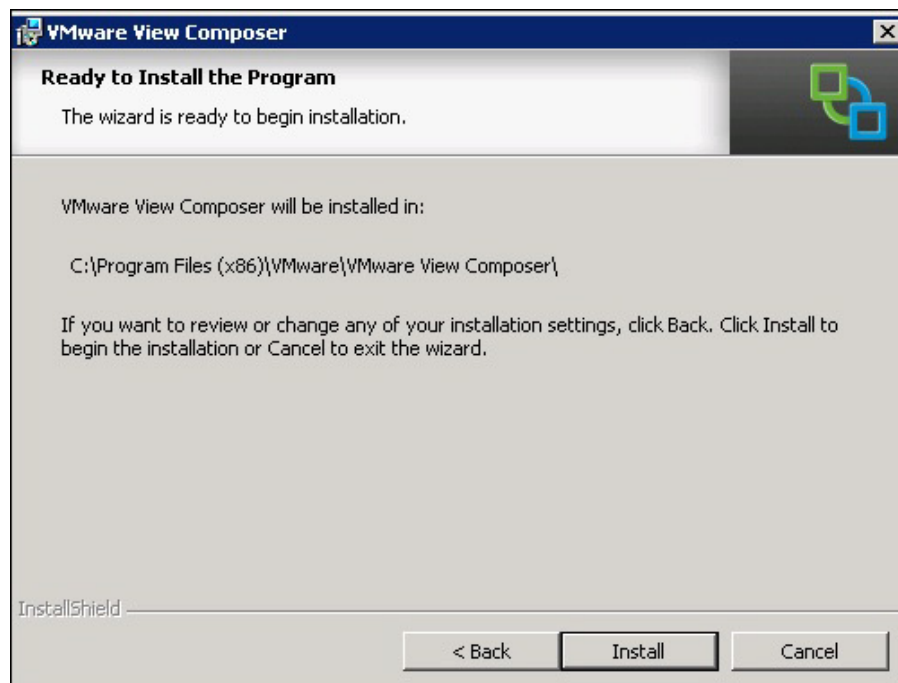 VMware View Composer
Ready to Install the Program
The wizard is ready to begin installation.
VMware View Composer will be installed in:
C:\Program Files (x86)\VMware\VMware View Composer\
If you want to review or change any of your installation settings, click Back. Click Install to
begin the installation or Cancel to exit the wizard.
InstallShield
< Back
Install
Cancel